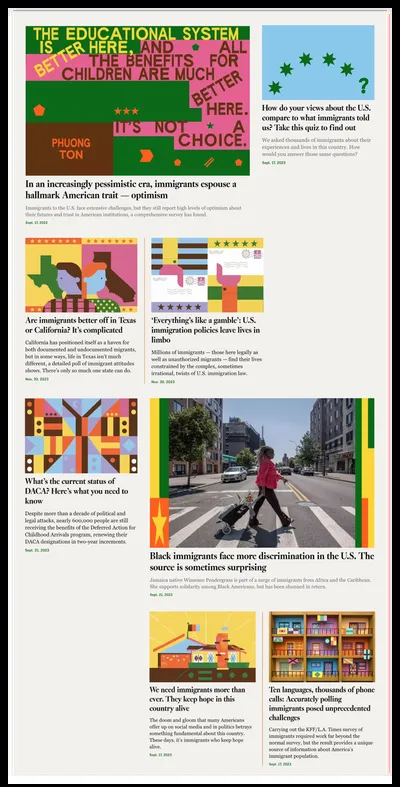 THE EDUCATIONAL SYSTEM
IS BETTER HERE, AND ALL
THE BENEFITS FOR
CHILDREN ARE MUCH
BETTER
HERE.
IT'S NOT A
CHOICE.
PHUONG
TON
In an increasingly pessimistic era, immigrants espouse a
hallmark American trait — optimism
Immigrants to the U.S. face extensive challenges, but they still report high levels of optimism about
their futures and trust in American institutions, a comprehensive survey has found.
Sept. 17, 2023
?
How do your views about the U.S.
compare to what immigrants told
us? Take this quiz to find out
We asked thousands of immigrants about their
experiences and lives in this country. How
would you answer those same questions?
Sept. 17, 2023
Are immigrants better off in Texas
or California? It's complicated
California has positioned itself as a haven for
both documented and undocumented migrants,
but in some ways, life in Texas isn't much
different, a detailed poll of immigrant attitudes
shows. There's only so much one state can do.
Nov. 30, 2023
'Everything's like a gamble': U.S.
immigration policies leave lives in
limbo
Millions of immigrants — those here legally as
well as unauthorized migrants — find their lives
constrained by the complex, sometimes
irrational, twists of U.S. immigration law.
Nov. 30, 2023
What's the current status of
DACA? Here's what you need to
know
Despite more than a decade of political and
legal attacks, nearly 600,000 people are still
receiving the benefits of the Deferred Action for
Childhood Arrivals program, renewing their
DACA designations in two-year increments.
Sept. 21, 2023
Black immigrants face more discrimination in the U.S. The
source is sometimes surprising
Jamaica native Winsome Pendergrass is part of a surge of immigrants from Africa and the Caribbean.
She supports solidarity among Black Americans, but has been shunned in return.
Sept. 21, 2023
We need immigrants more than
ever. They keep hope in this
country alive
The doom and gloom that many Americans
offer up on social media and in politics betrays
something fundamental about this country.
These days, it's immigrants who keep hope
alive.
Sept. 17, 2023
Ten languages, thousands of phone
calls: Accurately polling
immigrants posed unprecedented
challenges
Carrying out the KFF/L.A. Times survey of
immigrants required work far beyond the
normal survey, but the result provides a unique
source of information about America's
immigrant population.
Sept. 17, 2023